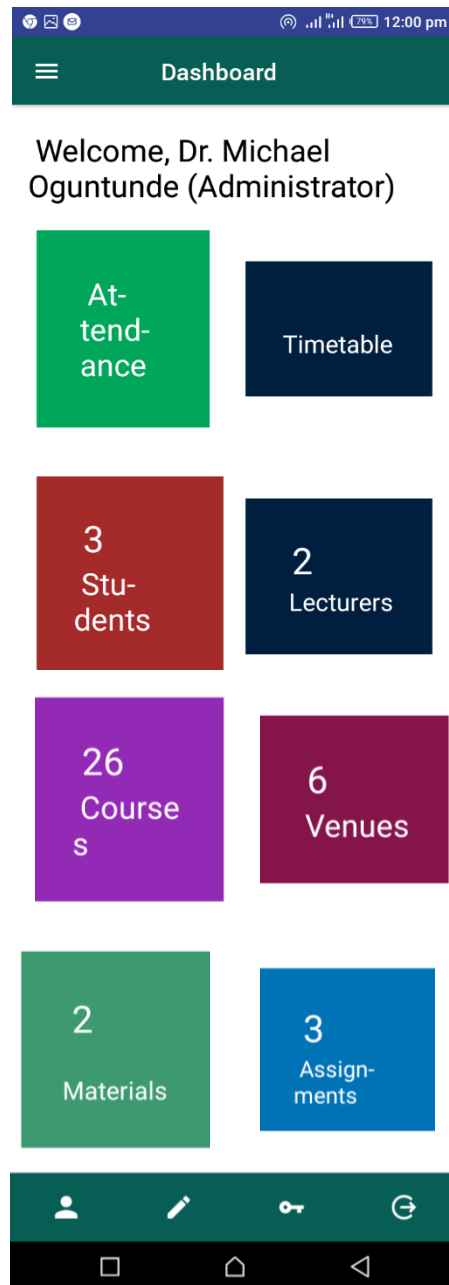 79% 12:00 pm
Dashboard
Welcome, Dr. Michael
Oguntunde (Administrator)
At-
tend-
ance
Timetable
3
Stu-
dents
2
Lecturers
26
Course
s
6
Venues
2
Materials
3
Assign-
ments